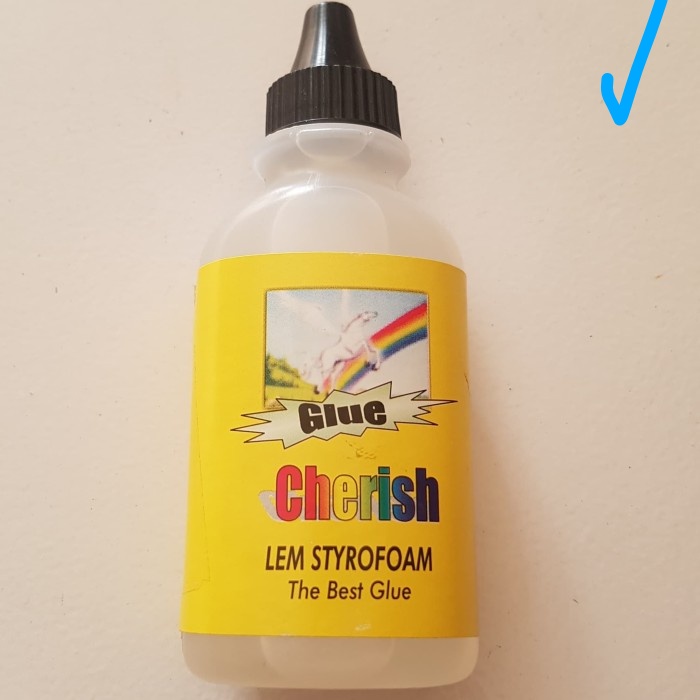 Glue
Cherish
LEM STYROFOAM
The Best Glue